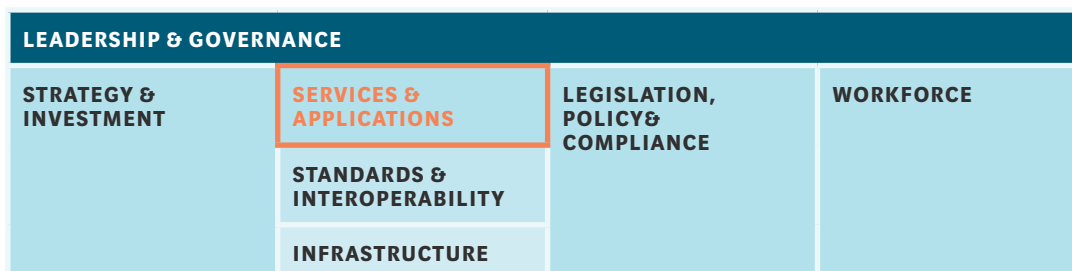 LEADERSHIP & GOVERNANCE
STRATEGY &
INVESTMENT
SERVICES &
APPLICATIONS
STANDARDS &
INTEROPERABILITY
INFRASTRUCTURE
LEGISLATION,
POLICY&
COMPLIANCE
WORKFORCE